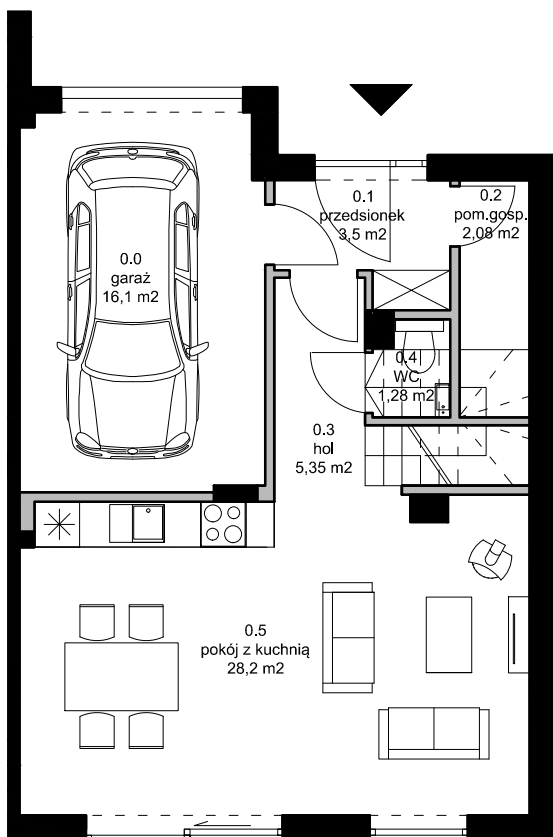 0.1
przedsionek
3,5 m2
0.2
pom.gosp.
2,08 m2
0.0
garaż
16,1 m2
0.4
WC
1,28 m2
0.3
hol
5,35 m2
0.5
pokój z kuchnią
28,2 m2